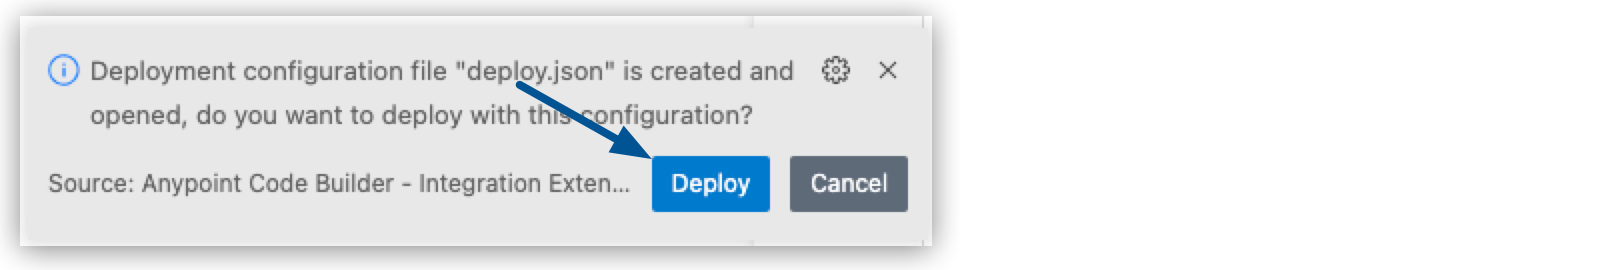 Deployment configuration file "deploy.json" is created and
opened, do you want to deploy with this configuration?
Source: Anypoint Code Builder - Integration Exten...
Deploy
Cancel